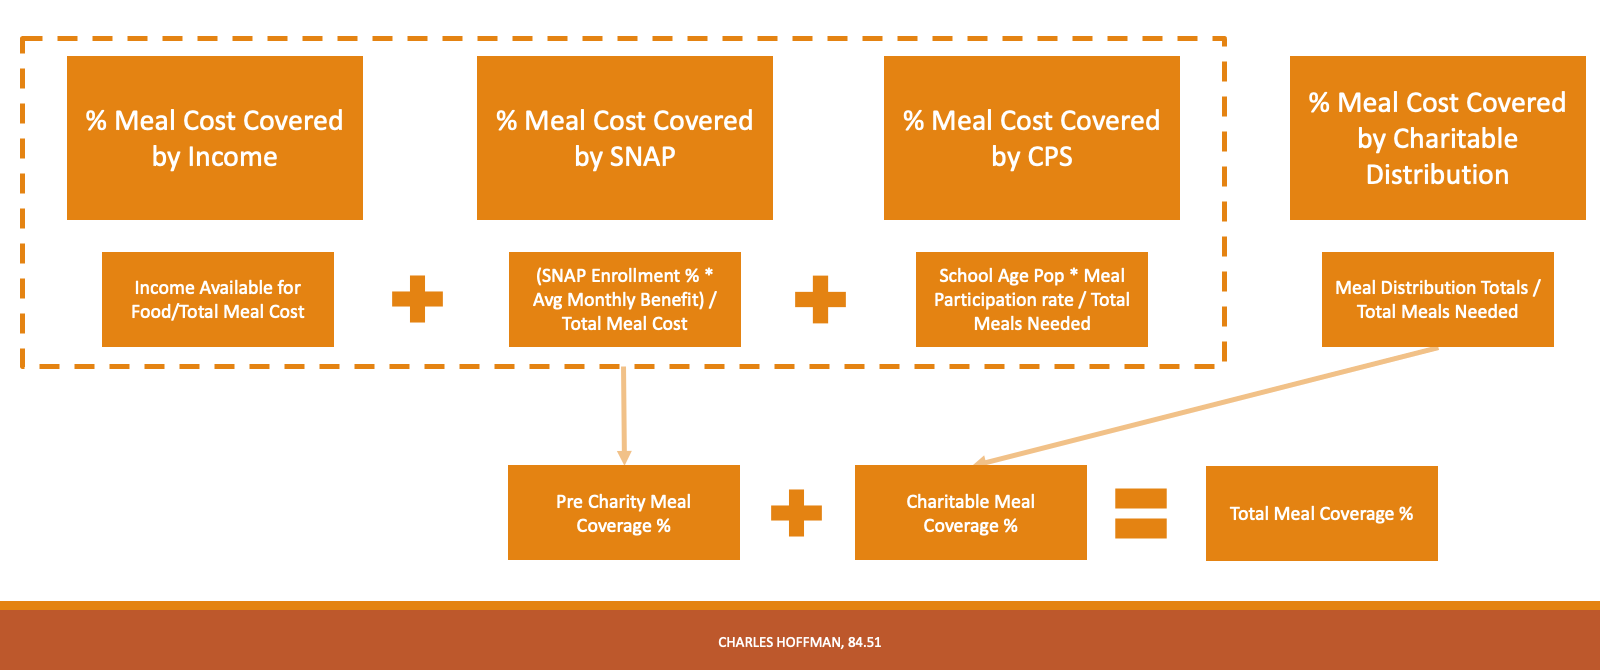 % Meal Cost Covered
by Income
% Meal Cost Covered
by SNAP
% Meal Cost Covered
by CPS
% Meal Cost Covered
by Charitable
Distribution
Income Available for
Food/Total Meal Cost
(SNAP Enrollment % *
Avg Monthly Benefit) /
Total Meal Cost
School Age Pop * Meal
Participation rate / Total
Meals Needed
Meal Distribution Totals /
Total Meals Needed
Pre Charity Meal
Coverage %
Charitable Meal
Coverage %
Total Meal Coverage %
CHARLES HOFFMAN, 84.51